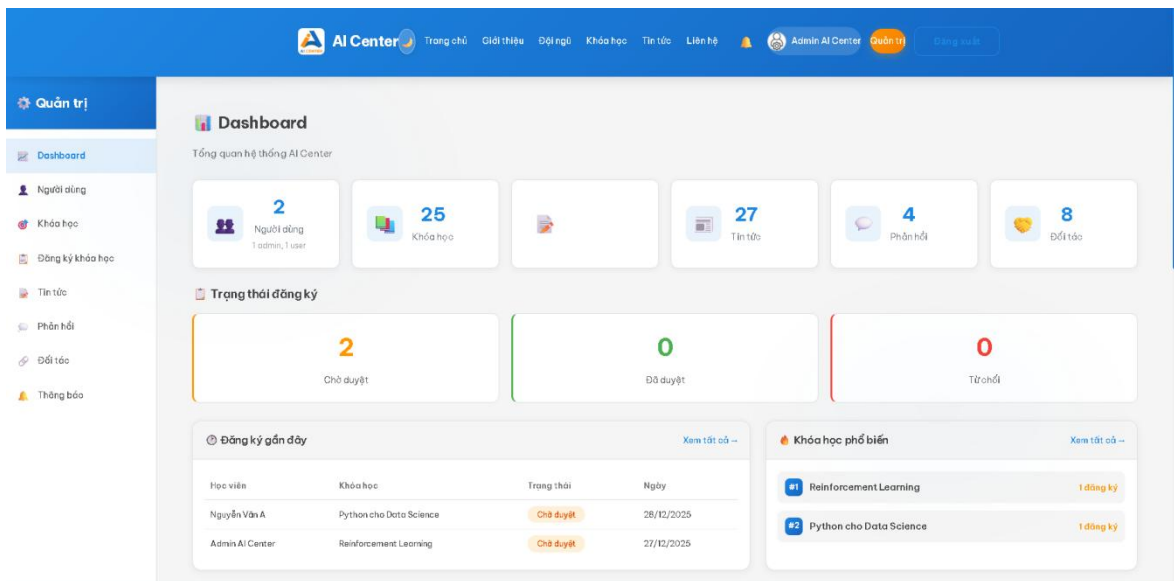 AI Center
Trang chủ Giới thiệu Đội ngũ Khóa học Tin tức Liên hệ
Admin AI Center
Quản trị
Đăng xuất
Quản trị
Dashboard
Người dùng
Khóa học
Đăng ký khóa học
Tin tức
Phản hồi
Đối tác
Thông báo
Dashboard
Tổng quan hệ thống AI Center
2
Người dùng
1 admin, 1 user
25
Khóa học
27
Tin tức
4
Phản hồi
8
Đối tác
Trạng thái đăng ký
2
Chờ duyệt
0
Đã duyệt
0
Từ chối
Đăng ký gần đây
Xem tất cả →
Học viên Khóa học Trạng thái Ngày
Nguyễn Văn A Python cho Data Science Chờ duyệt 28/12/2025
Admin AI Center Reinforcement Learning Chờ duyệt 27/12/2025
Khóa học phổ biến
Xem tất cả →
#1 Reinforcement Learning 1 đăng ký
#2 Python cho Data Science 1 đăng ký